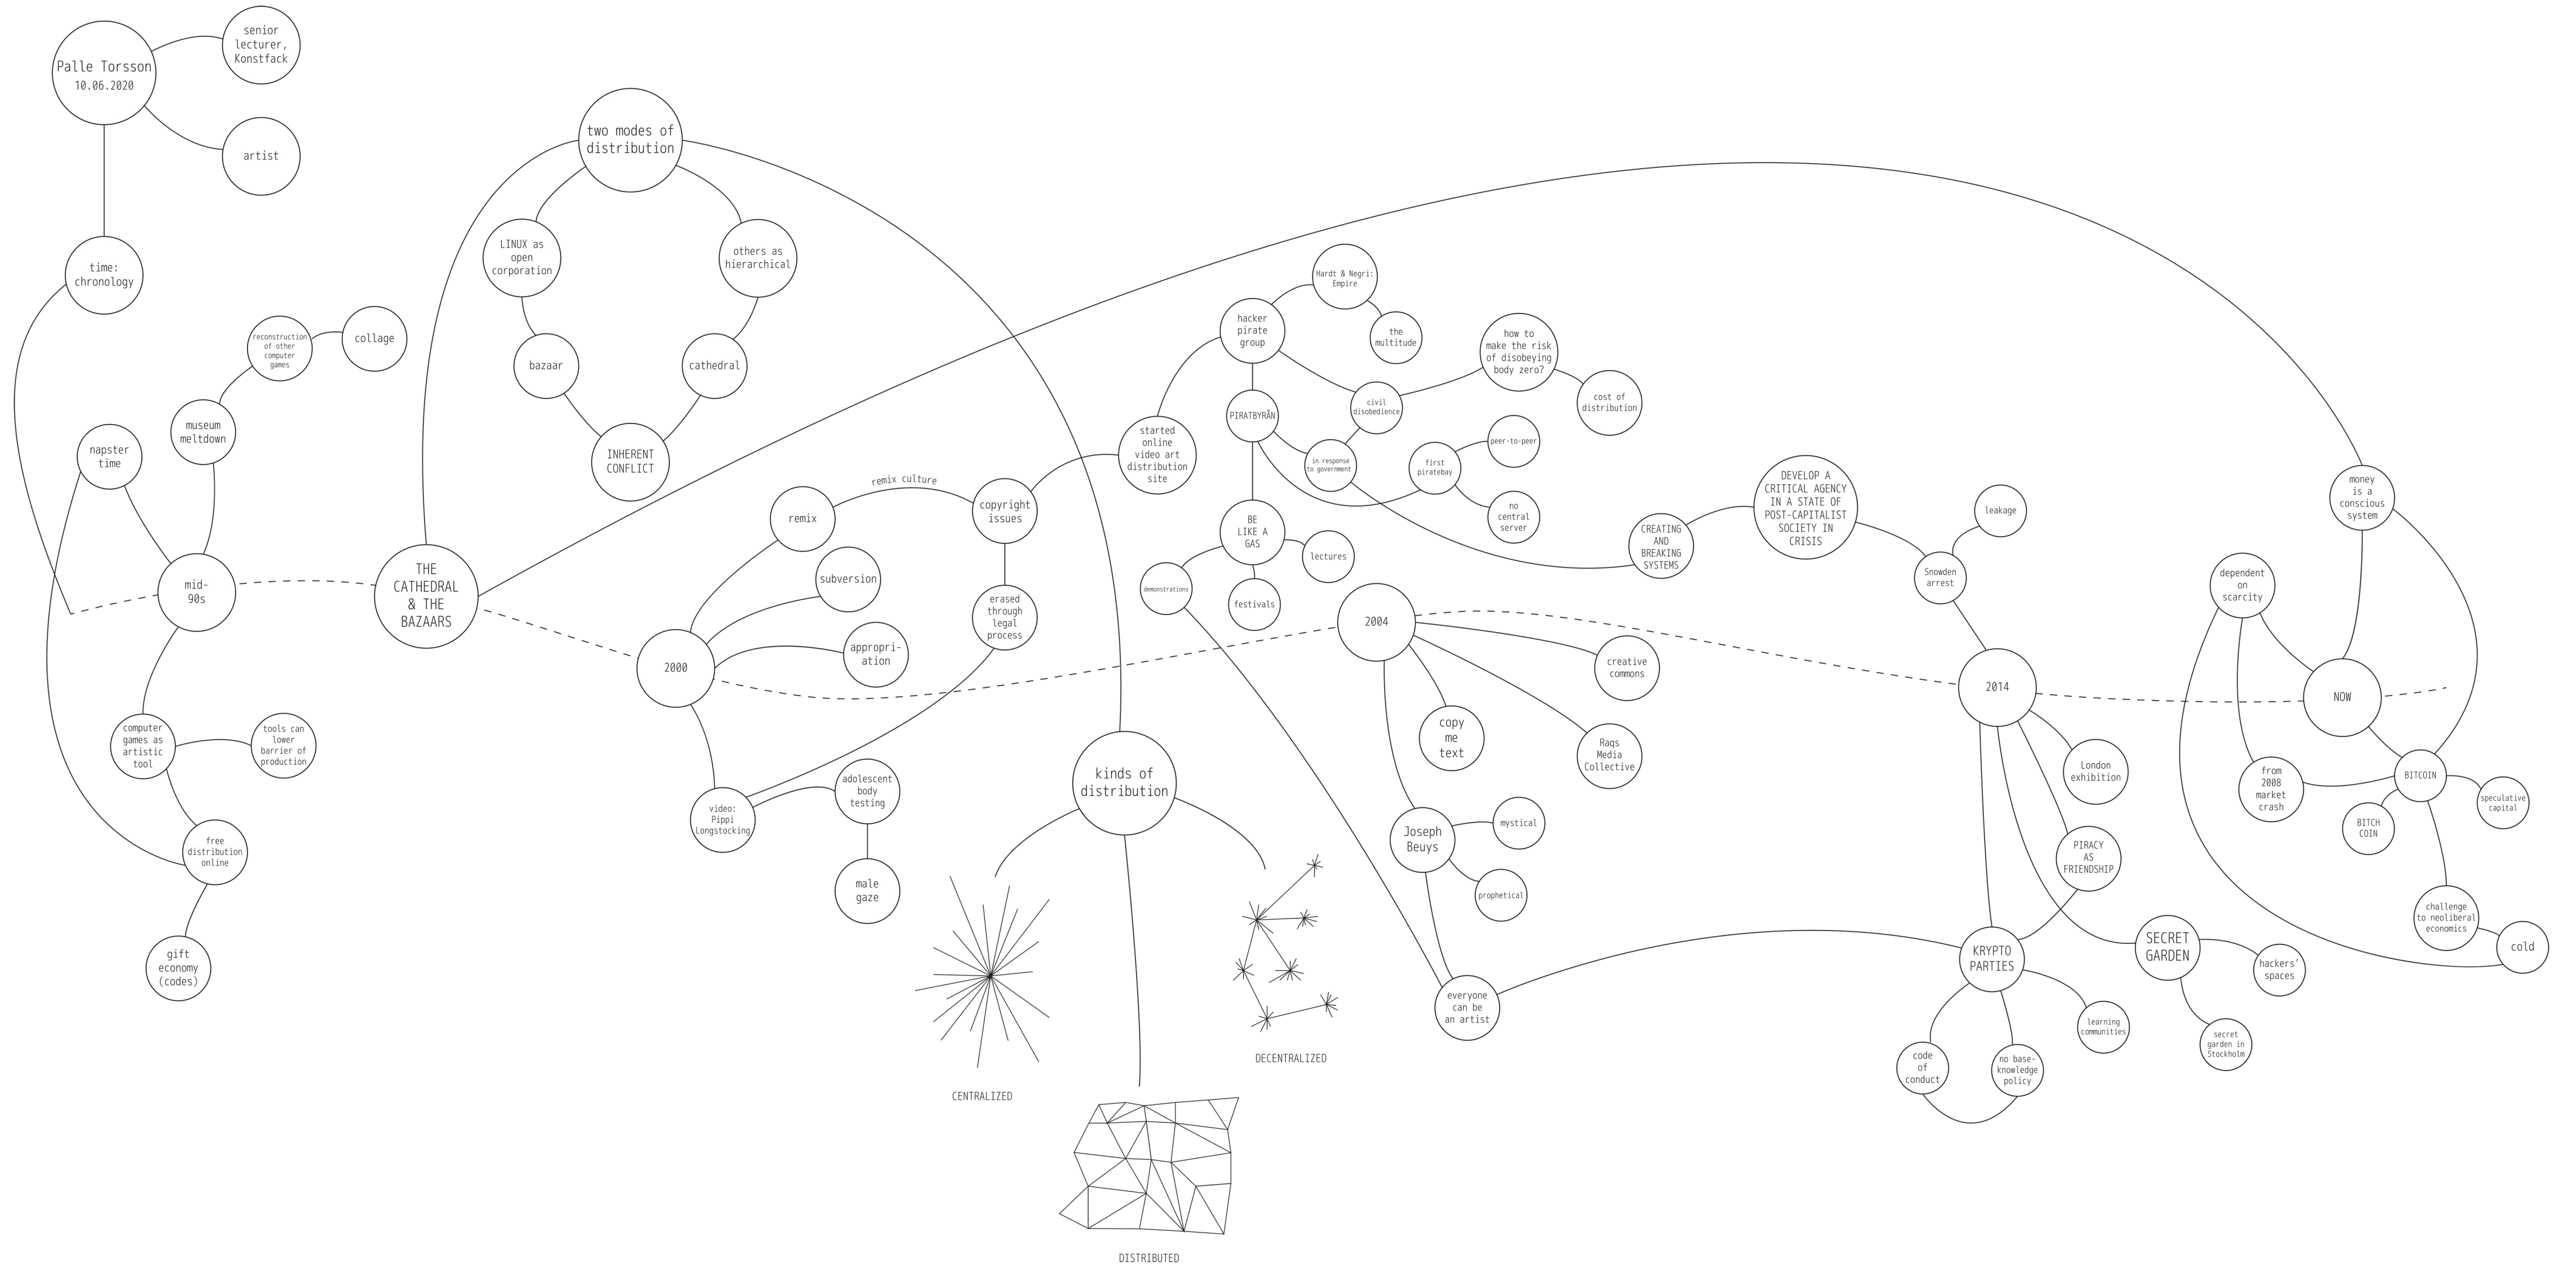 Palle Torsson
10.06.2020
senior
lecturer,
Konstfack
artist
time:
chronology
napster
time
museum
meltdown
reconstruction
of other
computer
games
collage
mid-
90s
computer
games as
artistic
tool
tools can
lower
barrier of
production
free
distribution
online
gift
economy
(codes)
THE
CATHEDRAL
& THE
BAZAARS
two modes of
distribution
LINUX as
open
corporation
others as
hierarchical
bazaar
cathedral
INHERENT
CONFLICT
2000
remix
remix culture
subversion
appropri-
ation
copyright
issues
erased
through
legal
process
video:
Pippi
Longstocking
adolescent
body
testing
male
gaze
kinds of
distribution
CENTRALIZED
DECENTRALIZED
DISTRIBUTED
started
online
video art
distribution
site
hacker
pirate
group
Hardt & Negri:
Empire
the
multitude
PIRATBYRÅN
civil
disobedience
how to
make the risk
of disobeying
body zero?
cost of
distribution
in response
to government
first
piratebay
peer-to-peer
no
central
server
BE
LIKE A
GAS
lectures
festivals
demonstrations
2004
creative
commons
copy
me
text
Raqs
Media
Collective
Joseph
Beuys
mystical
prophetical
everyone
can be
an artist
CREATING
AND
BREAKING
SYSTEMS
DEVELOP A
CRITICAL AGENCY
IN A STATE OF
POST-CAPITALIST
SOCIETY IN
CRISIS
Snowden
arrest
leakage
2014
London
exhibition
PIRACY
AS
FRIENDSHIP
KRYPTO
PARTIES
code
of
conduct
no base-
knowledge
policy
learning
communities
SECRET
GARDEN
hackers'
spaces
secret
garden in
Stockholm
money
is a
conscious
system
dependent
on
scarcity
NOW
from
2008
market
crash
BITCOIN
BITCH
COIN
speculative
capital
challenge
to neoliberal
economics
cold